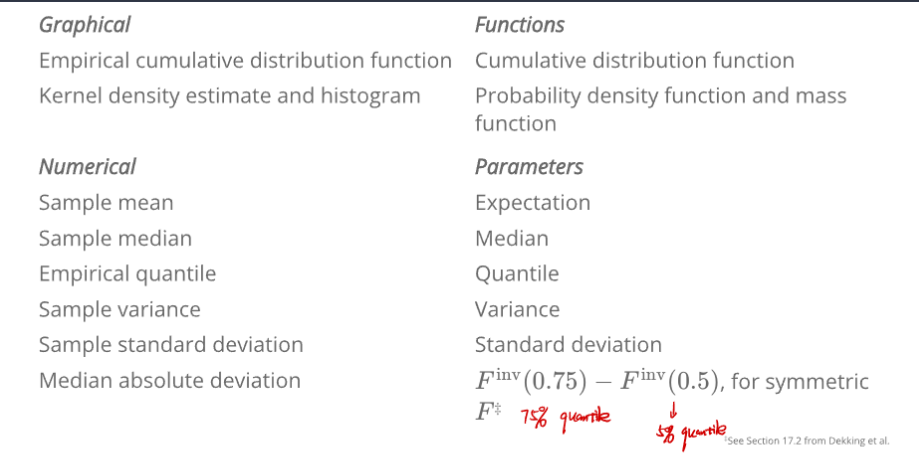 Graphical Functions
Empirical cumulative distribution function Cumulative distribution function
Kernel density estimate and histogram Probability density function and mass
function
Numerical Parameters
Sample mean Expectation
Sample median Median
Empirical quantile Quantile
Sample variance Variance
Sample standard deviation Standard deviation
Median absolute deviation F^inv(0.75) − F^inv(0.5), for symmetric
F‡ 75% quantile
↓
5% quantile
‡See Section 17.2 from Dekking et al.